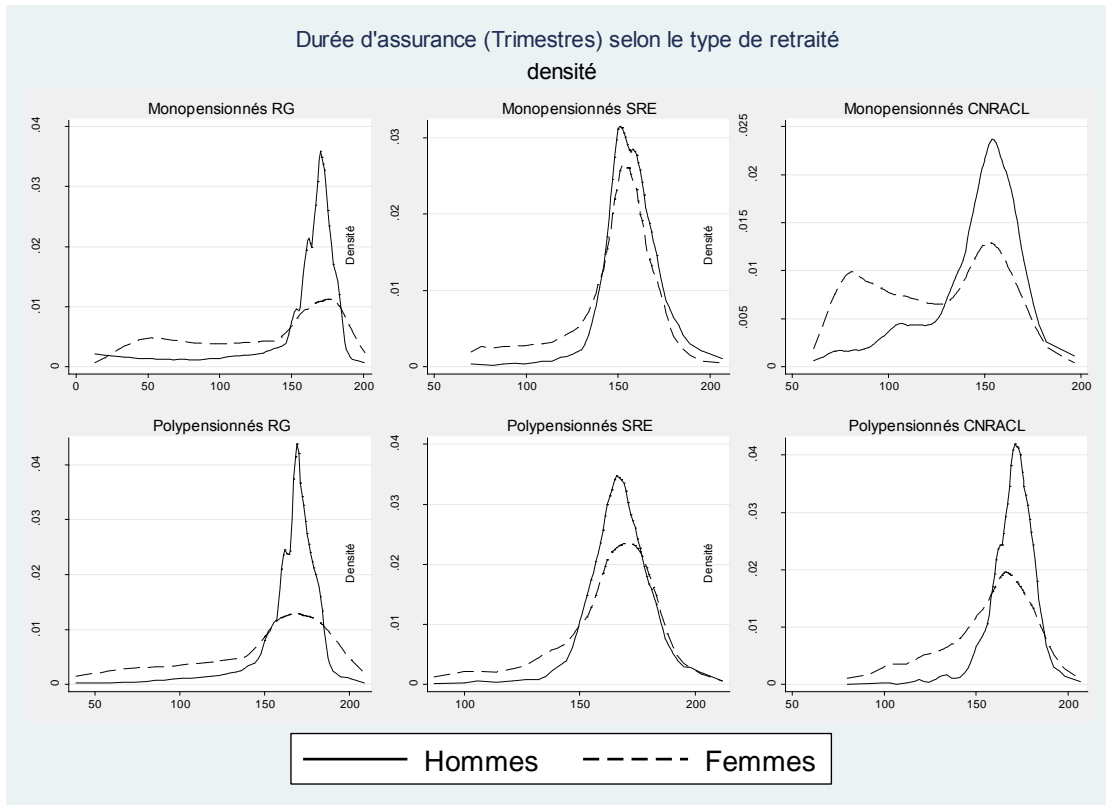 Durée d'assurance (Trimestres) selon le type de retraité
densité
Monopensionnés RG
Monopensionnés SRE
Monopensionnés CNRACL
.04
.03
.02
.01
0
0 50 100 150 200
Densité
.03
.02
.01
0
50 100 150 200
Densité
.025
.02
.015
.01
.005
0
50 100 150 200
Polypensionnés RG
Polypensionnés SRE
Polypensionnés CNRACL
.04
.03
.02
.01
0
50 100 150 200
Densité
.04
.03
.02
.01
0
100 150 200
Densité
.04
.03
.02
.01
0
50 100 150 200
Hommes
Femmes